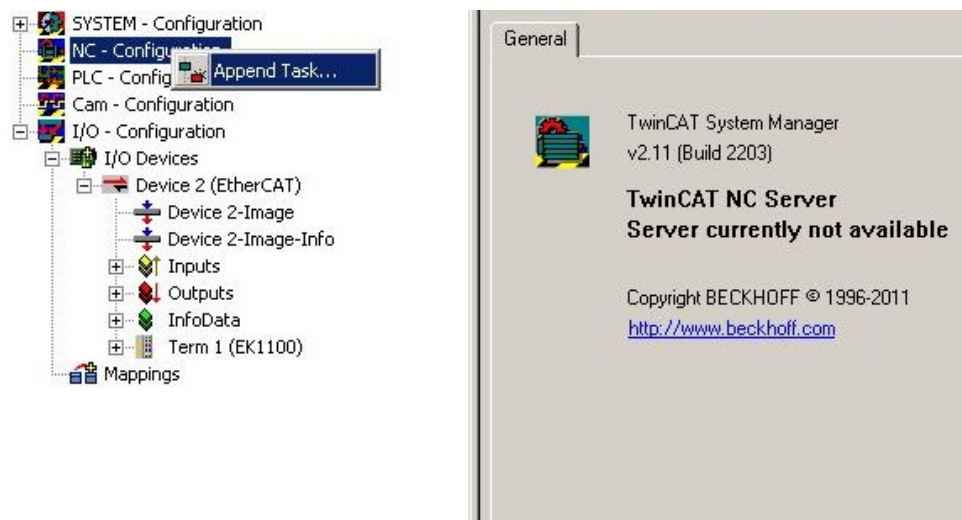 SYSTEM - Configuration
NC - Configuration
Append Task...
PLC - Config
Cam - Configuration
I/O - Configuration
I/O Devices
Device 2 (EtherCAT)
Device 2-Image
Device 2-Image-Info
Inputs
Outputs
InfoData
Term 1 (EK1100)
Mappings
General
TwinCAT System Manager
v2.11 (Build 2203)
TwinCAT NC Server
Server currently not available
Copyright BECKHOFF © 1996-2011
http://www.beckhoff.com